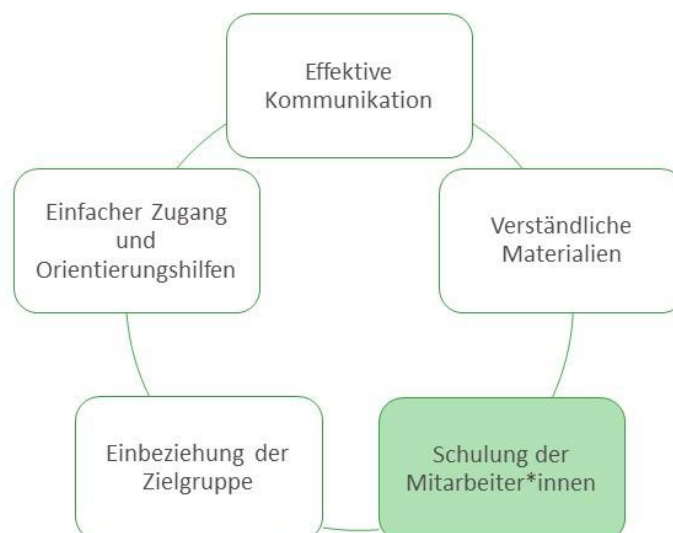 Effektive
Kommunikation
Einfacher Zugang
und
Orientierungshilfen
Verständliche
Materialien
Einbeziehung der
Zielgruppe
Schulung der
Mitarbeiter*innen